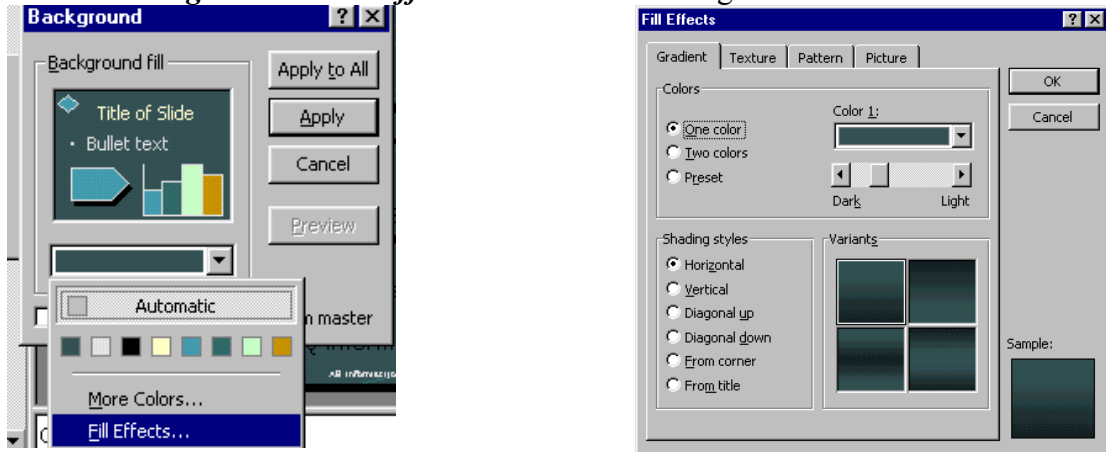 Background
Background fill
Title of Slide
• Bullet text
Apply to All
Apply
Cancel
Preview
Automatic
master
More Colors...
Fill Effects...
Fill Effects
Gradient Texture Pattern Picture
OK
Cancel
Colors
One color
Two colors
Preset
Color 1:
Dark Light
Shading styles
Horizontal
Vertical
Diagonal up
Diagonal down
From corner
From title
Variants
Sample: